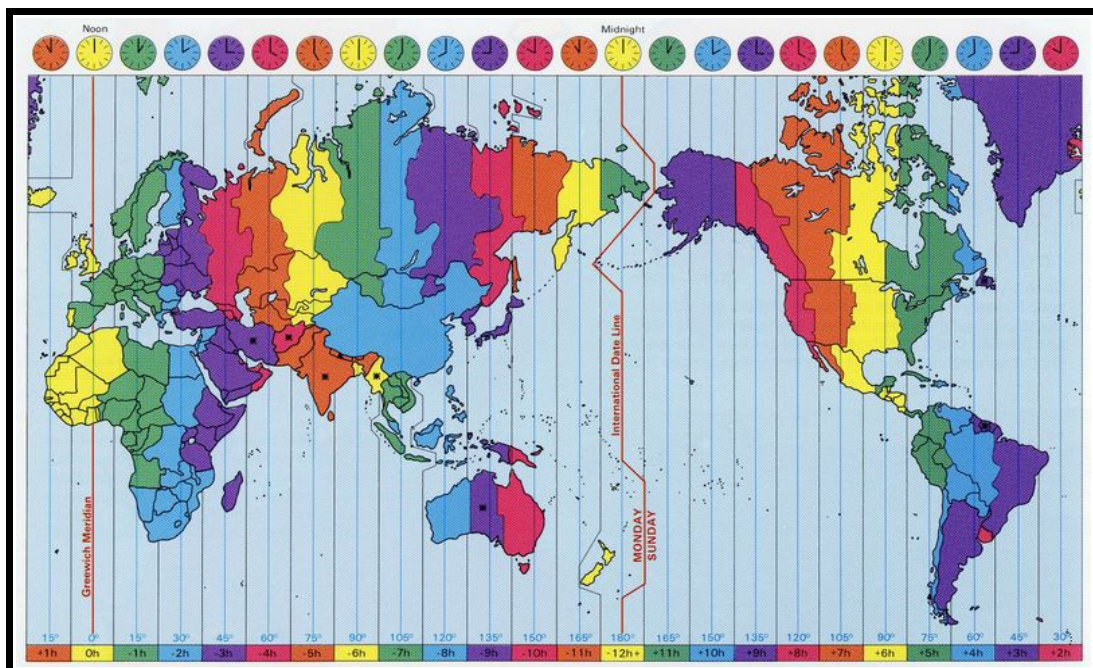 Noon Midnight
International Date Line
Greewich Meridian
MONDAY
SUNDAY
15° 0° 15° 30° 45° 60° 75° 90° 105° 120° 135° 150° 165° 180° 165° 150° 135° 120° 105° 90° 75° 60° 45° 30°
+1h 0h -1h -2h -3h -4h -5h -6h -7h -8h -9h -10h -11h -12h+ +11h +10h +9h +8h +7h +6h +5h +4h +3h +2h